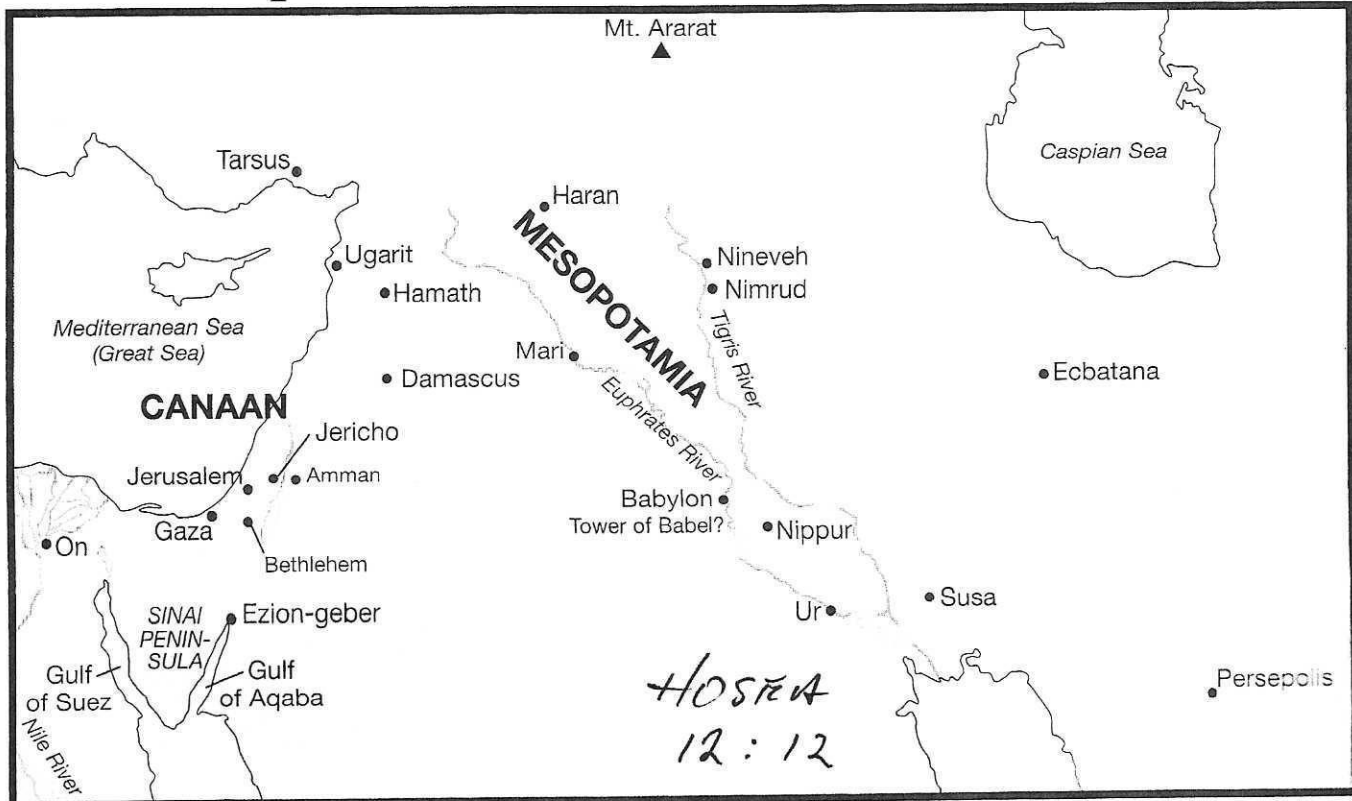 Mt. Ararat
Caspian Sea
Tarsus
Haran
MESOPOTAMIA
Ugarit
Nineveh
Hamath
Nimrud
Mediterranean Sea
(Great Sea)
Tigris River
Mari
Damascus
Ecbatana
CANAAN
Euphrates River
Jericho
Jerusalem
Amman
Babylon
Tower of Babel?
Gaza
Nippur
On
Bethlehem
Susa
Ur
SINAI
PENIN-
SULA
Ezion-geber
Gulf
of Suez
Gulf
of Aqaba
Persepolis
Nile River
HOSEA
12:12